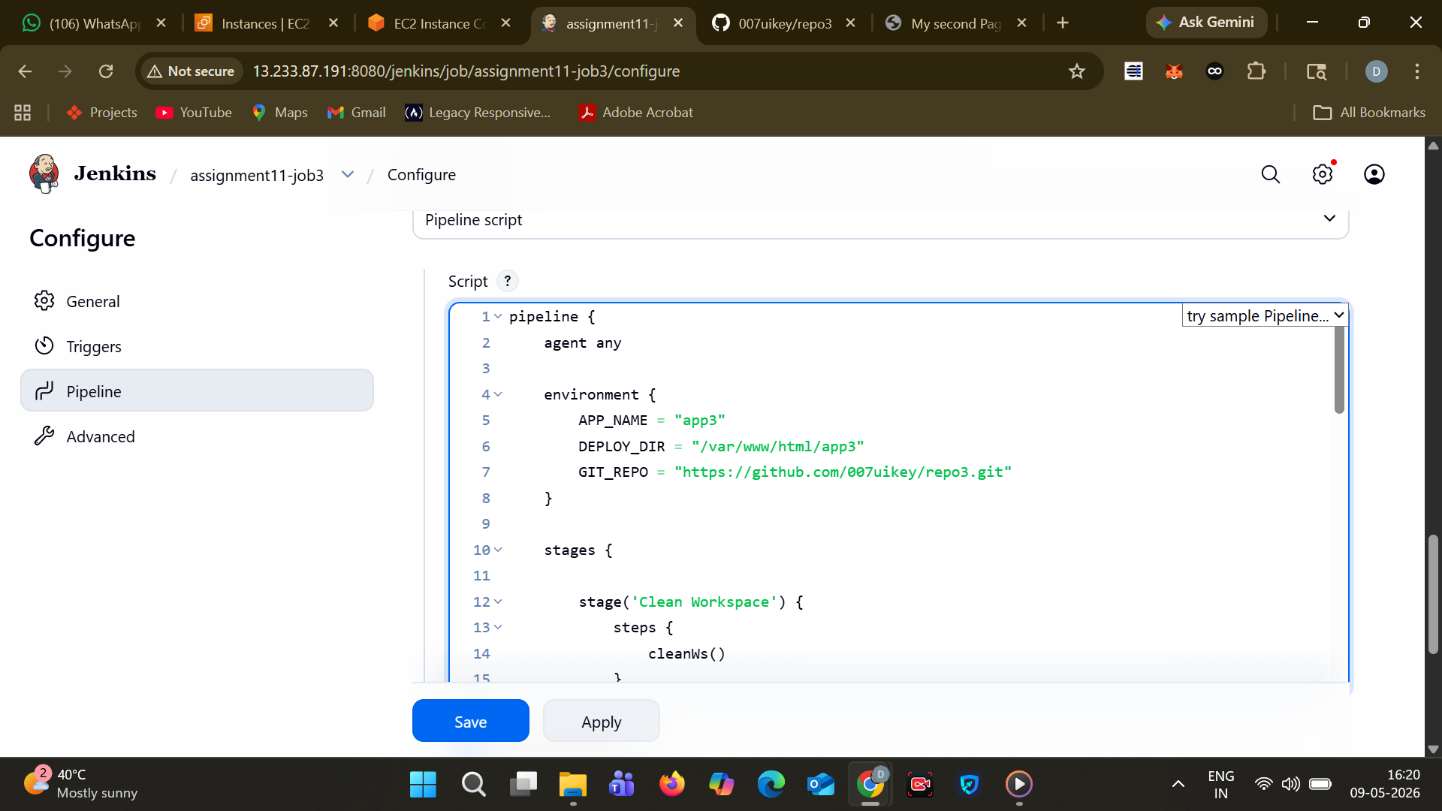 (106) WhatsAp
Instances | EC2
EC2 Instance Co
assignment11-j
007uikey/repo3
My second Pag
Ask Gemini
Not secure
13.233.87.191:8080/jenkins/job/assignment11-job3/configure
D
Projects
YouTube
Maps
Gmail
Legacy Responsive...
Adobe Acrobat
All Bookmarks
Jenkins / assignment11-job3 / Configure
Configure
General
Triggers
Pipeline
Advanced
Pipeline script
Script ?
try sample Pipeline...
1 pipeline {
2     agent any
3
4     environment {
5         APP_NAME = "app3"
6         DEPLOY_DIR = "/var/www/html/app3"
7         GIT_REPO = "https://github.com/007uikey/repo3.git"
8     }
9
10     stages {
11
12         stage('Clean Workspace') {
13             steps {
14                 cleanWs()
15             }
Save
Apply
2
40°C
Mostly sunny
D
ENG
IN
16:20
09-05-2026